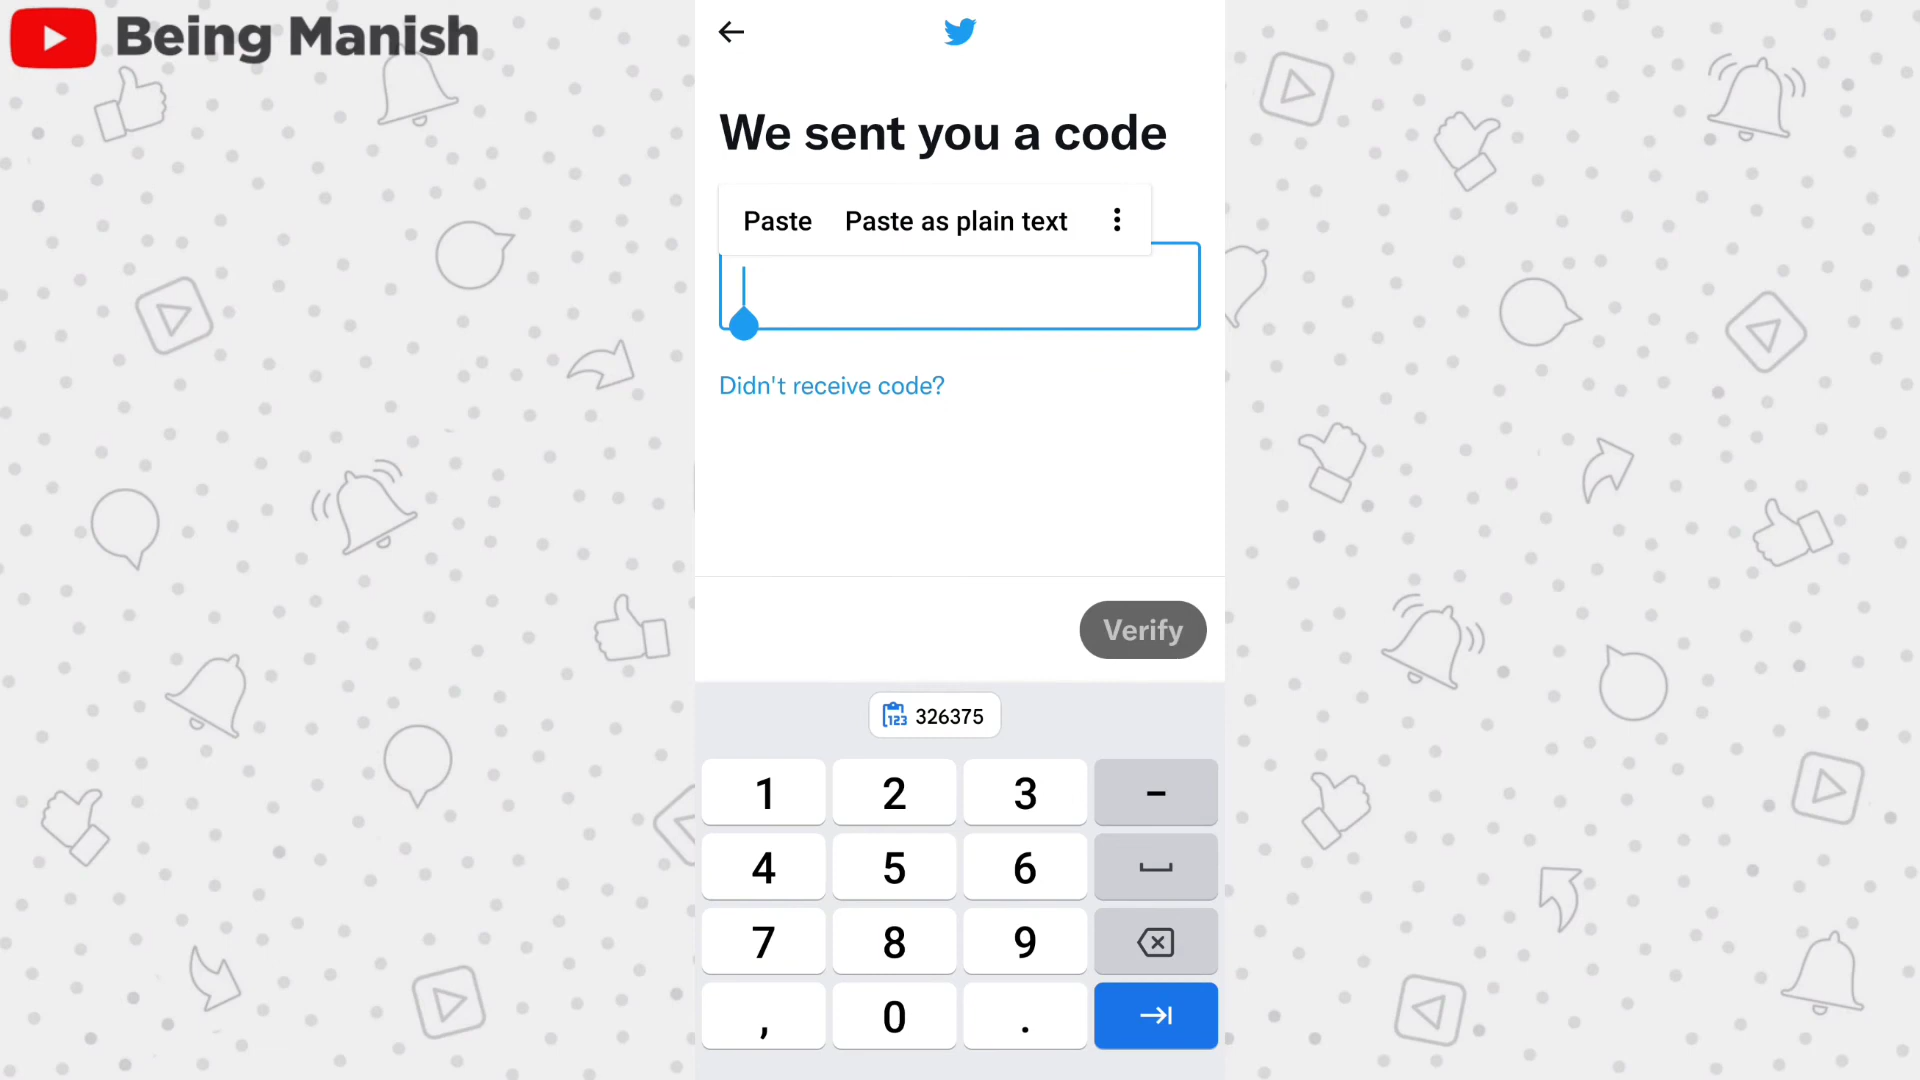 Being Manish
We sent you a code
Paste Paste as plain text
Didn't receive code?
Verify
123 326375
1 2 3 -
4 5 6
7 8 9
, 0 .